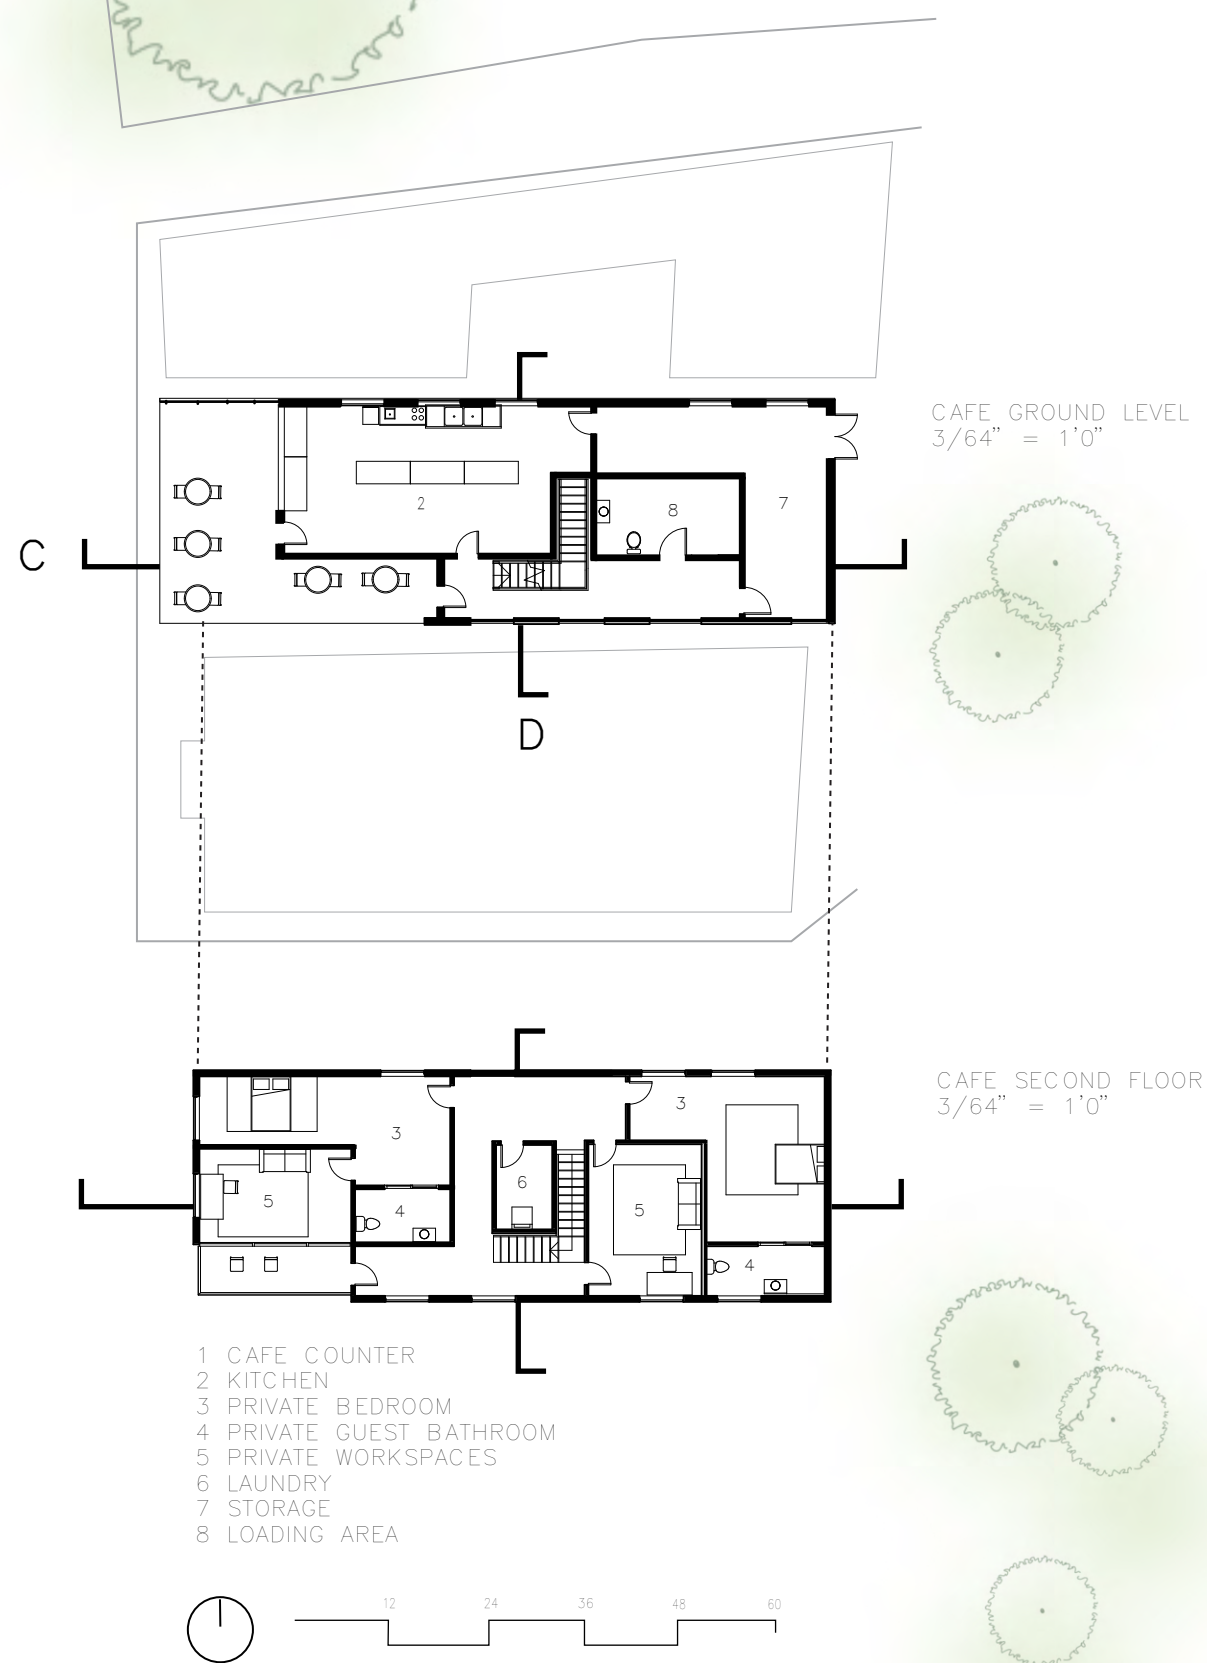 CAFE GROUND LEVEL
3/64" = 1'0"
2
8
7
C
D
CAFE SECOND FLOOR
3/64" = 1'0"
3
3
5
4
6
5
4
1 CAFE COUNTER
2 KITCHEN
3 PRIVATE BEDROOM
4 PRIVATE GUEST BATHROOM
5 PRIVATE WORKSPACES
6 LAUNDRY
7 STORAGE
8 LOADING AREA
12 24 36 48 60